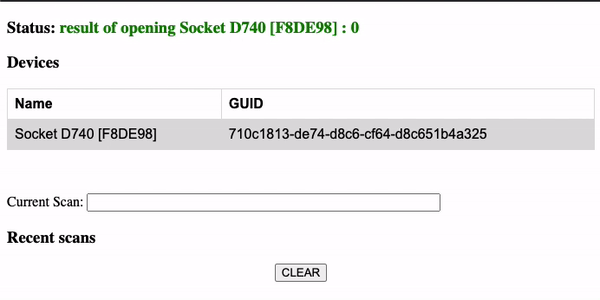 Status: result of opening Socket D740 [F8DE98] : 0
Devices
Name GUID
Socket D740 [F8DE98] 710c1813-de74-d8c6-cf64-d8c651b4a325
Current Scan:
Recent scans
CLEAR